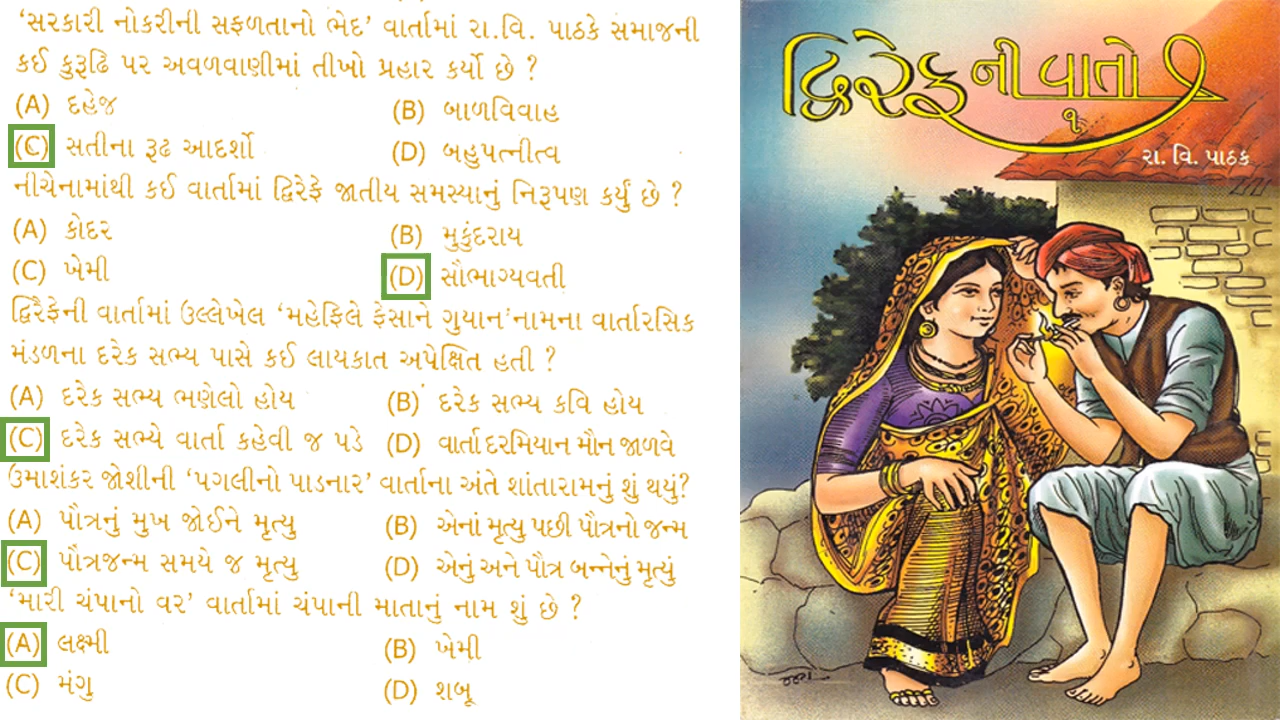 ‘સરકારી નોકરીની સફળતાનો ભેદ’ વાર્તામાં રા.વિ. પાઠકે સમાજની
કઈ કુરૂઢિ પર અવળવાણીમાં તીખો પ્રહાર કર્યો છે ?
(A) દહેજ (B) બાળવિવાહ
(C) સતીના રૂઢ આદર્શો (D) બહુપત્નીત્વ
નીચેનામાંથી કઈ વાર્તામાં દ્વિરેફે જાતીય સમસ્યાનું નિરૂપણ કર્યું છે ?
(A) કોદર (B) મુકુંદરાય
(C) ખેમી (D) સૌભાગ્યવતી
દ્વિરૈફેની વાર્તામાં ઉલ્લેખેલ ‘મહેફિલે ફેસાને ગુયાન’નામના વાર્તારસિક
મંડળના દરેક સભ્ય પાસે કઈ લાયકાત અપેક્ષિત હતી ?
(A) દરેક સભ્ય ભણેલો હોય (B) દરેક સભ્ય કવિ હોય
(C) દરેક સભ્યે વાર્તા કહેવી જ પડે (D) વાર્તા દરમિયાન મૌન જાળવે
ઉમાશંકર જોશીની ‘પગલીનો પાડનાર’ વાર્તાના અંતે શાંતારામનું શું થયું?
(A) પૌત્રનું મુખ જોઈને મૃત્યુ (B) એનાં મૃત્યુ પછી પૌત્રનો જન્મ
(C) પૌત્રજન્મ સમયે જ મૃત્યુ (D) એનું અને પૌત્ર બન્નેનું મૃત્યું
‘મારી ચંપાનો વર’ વાર્તામાં ચંપાની માતાનું નામ શું છે ?
(A) લક્ષ્મી (B) ખેમી
(C) મંગુ (D) શબૂ
દ્વિરેફની વાતો
૧
રા. વિ. પાઠક